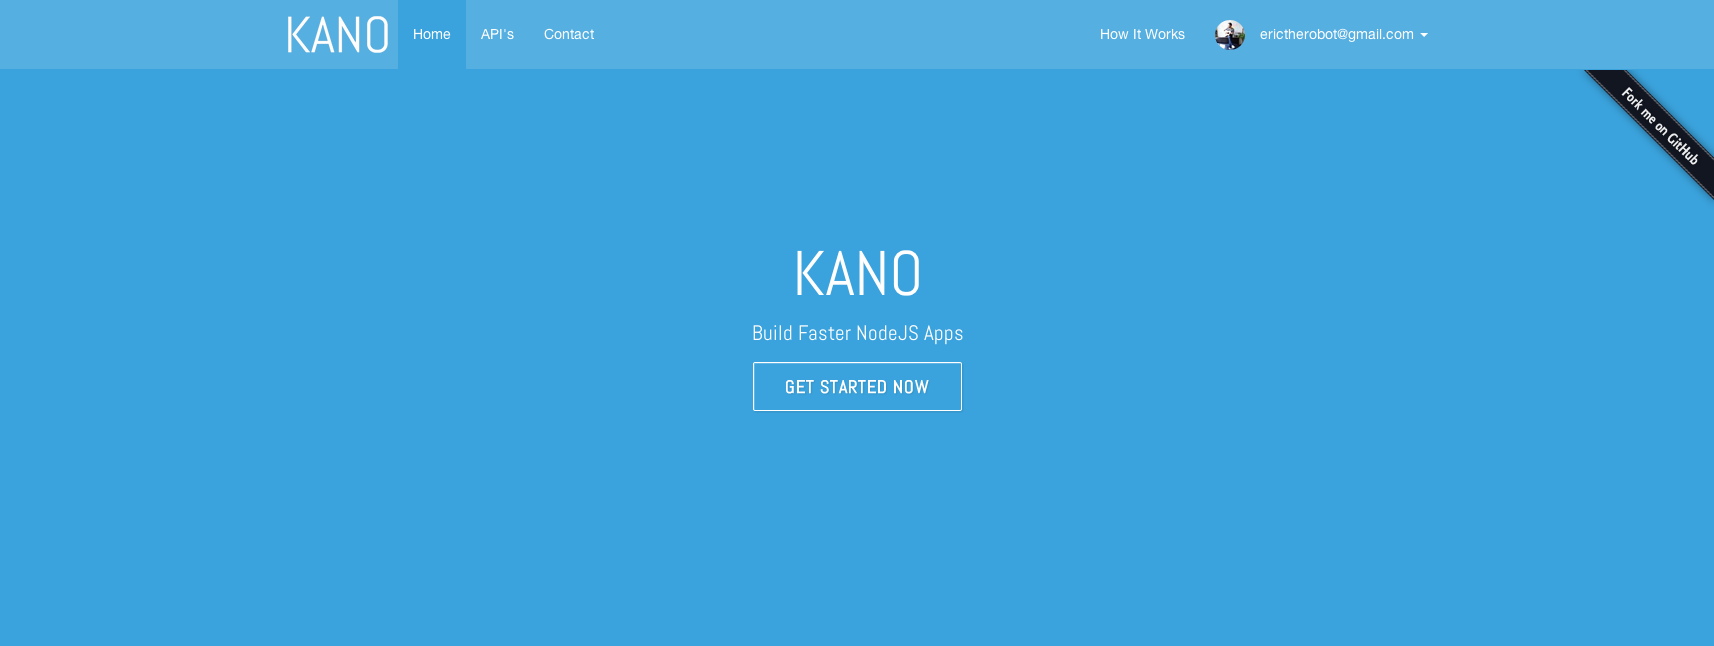 KANO
Home API's Contact How It Works erictherobot@gmail.com
Fork me on GitHub
KANO
Build Faster NodeJS Apps
GET STARTED NOW